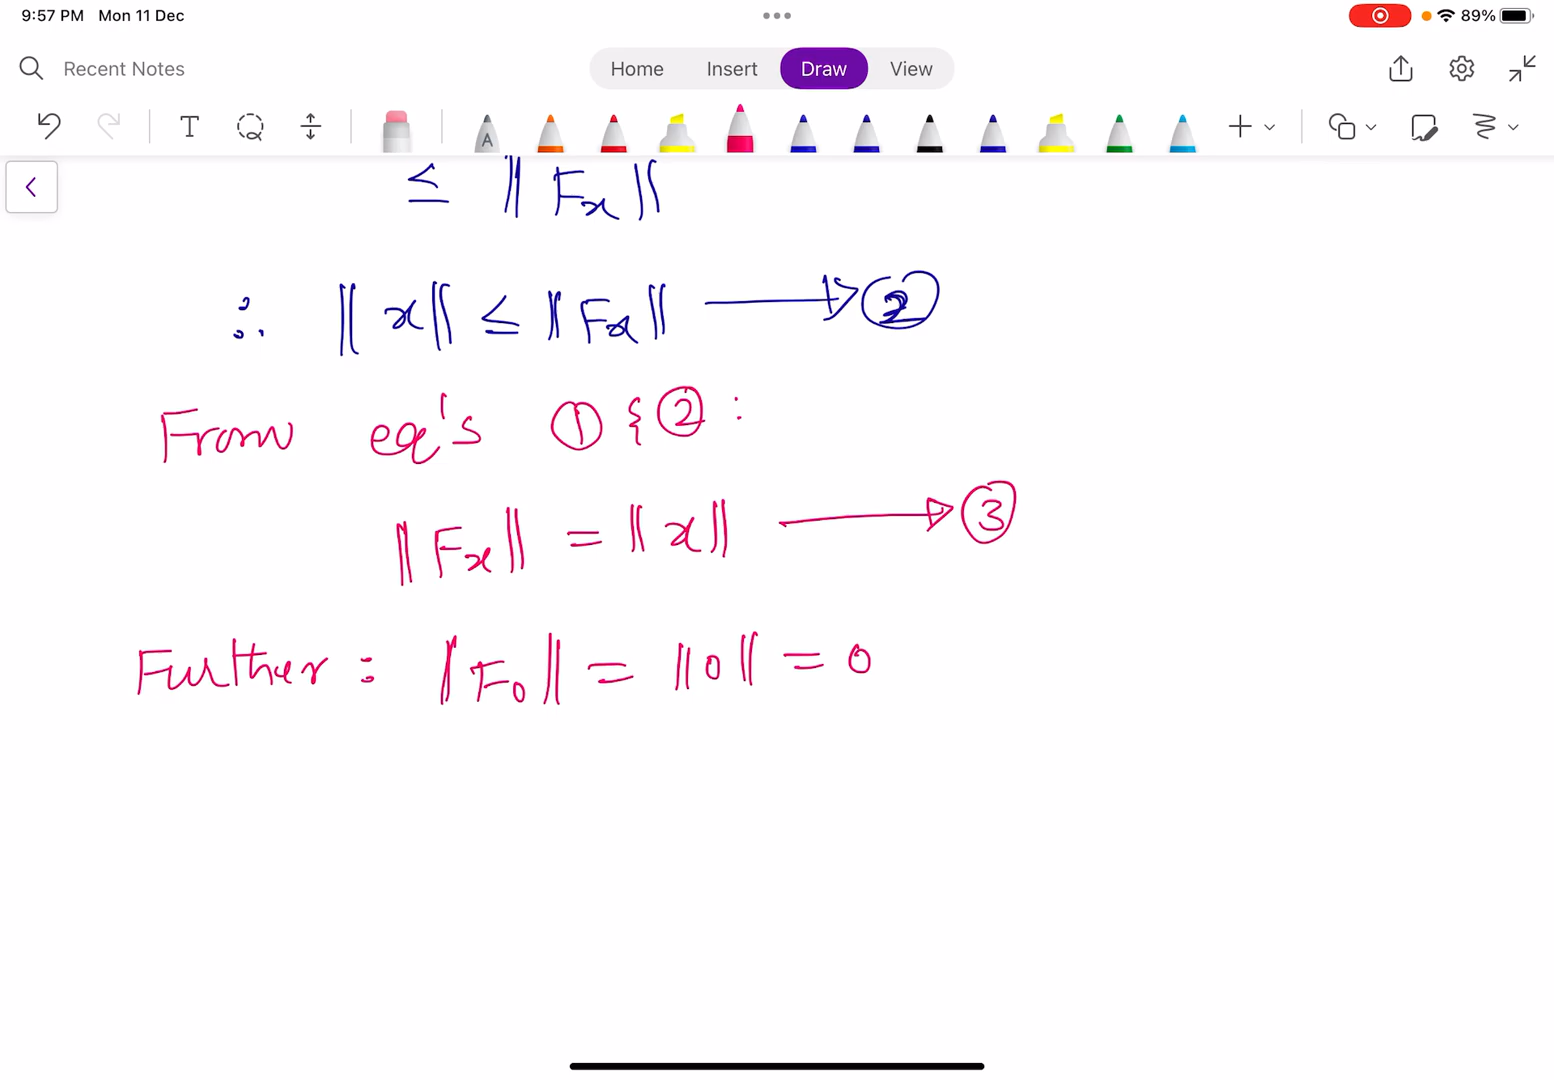 9:57 PM Mon 11 Dec
89%
Recent Notes
Home Insert Draw View
T A
≤ ‖Fₓ‖
∴ ‖x‖ ≤ ‖Fₓ‖ → ②
From eq's ① & ② :
‖Fₓ‖ = ‖x‖ → ③
Further : ‖F₀‖ = ‖0‖ = 0